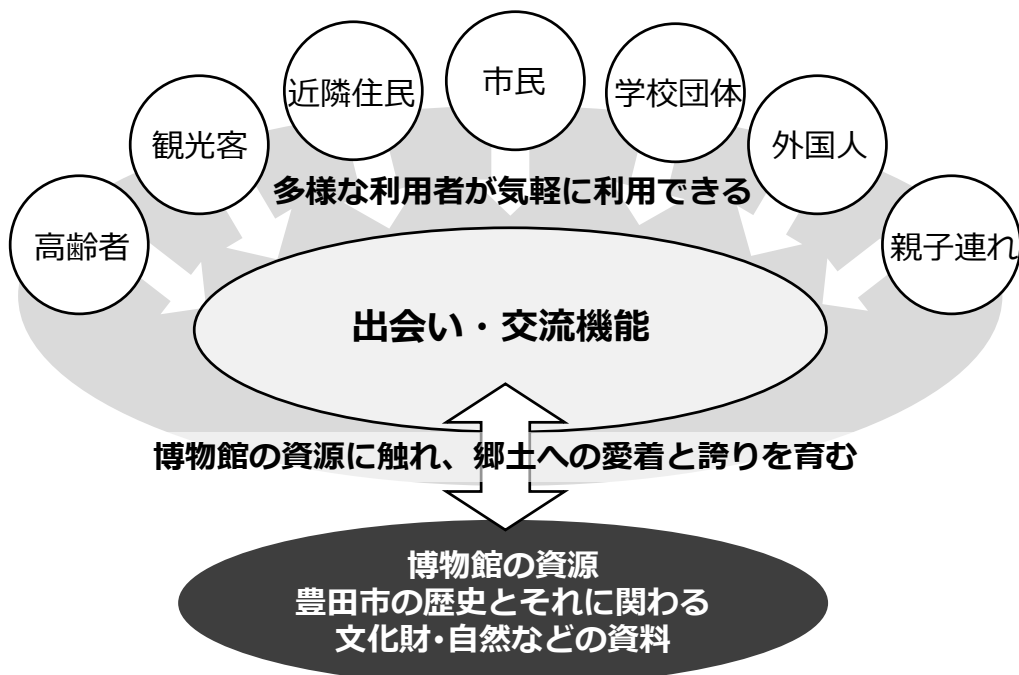 近隣住民
市民
学校団体
観光客
外国人
多様な利用者が気軽に利用できる
高齢者
親子連れ
出会い・交流機能
博物館の資源に触れ、郷土への愛着と誇りを育む
博物館の資源
豊田市の歴史とそれに関わる
文化財･自然などの資料